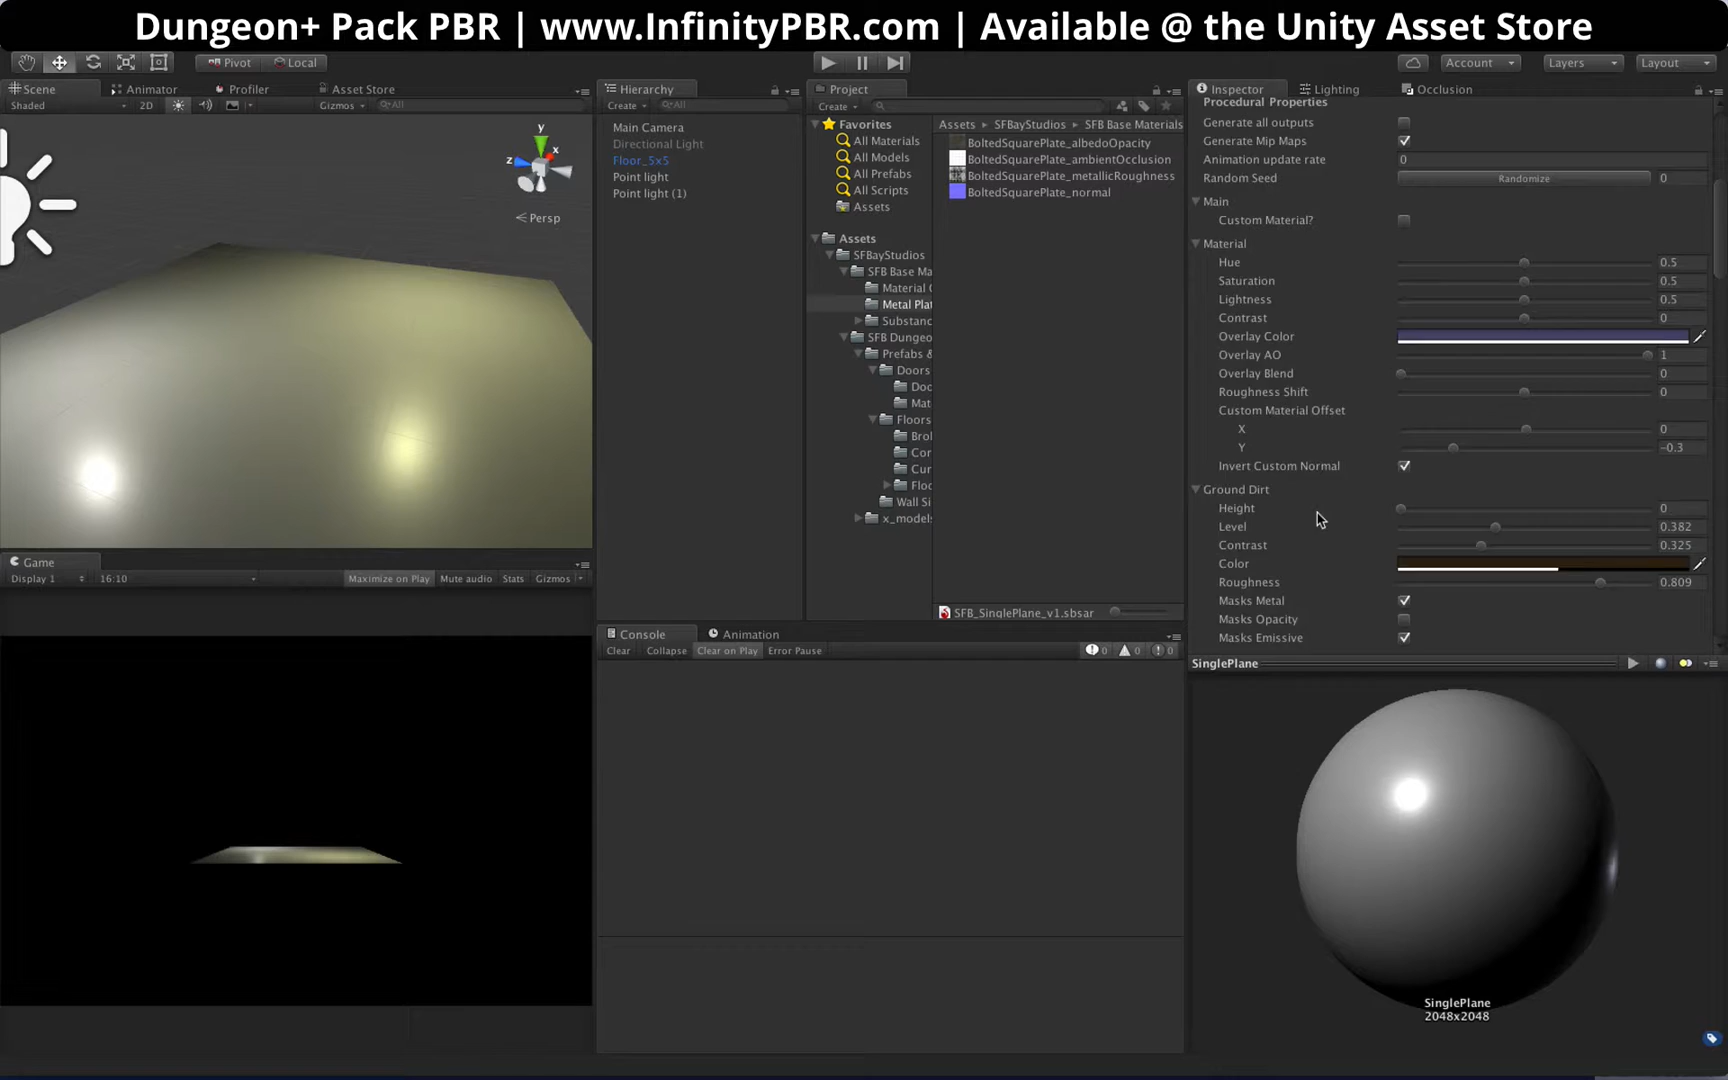 Dungeon+ Pack PBR | www.InfinityPBR.com | Available @ the Unity Asset Store
Pivot Local Account Layers Layout
Scene Animator Profiler Asset Store
Shaded 2D Gizmos All
y
x
z
Persp
Game
Display 1 16:10 Maximize on Play Mute audio Stats Gizmos
Hierarchy
Create All
Main Camera
Directional Light
Floor_5x5
Point light
Point light (1)
Project
Create
Favorites
All Materials
All Models
All Prefabs
All Scripts
Assets
Assets
SFBayStudios
SFB Base Ma
Material (
Metal Plat
Substanc
SFB Dungeo
Prefabs &
Doors
Doo
Mat
Floors
Brol
Cor
Cur
Floo
Wall Si
x_models
Assets SFBayStudios SFB Base Materials
BoltedSquarePlate_albedoOpacity
BoltedSquarePlate_ambientOcclusion
BoltedSquarePlate_metallicRoughness
BoltedSquarePlate_normal
SFB_SinglePlane_v1.sbsar
Console Animation
Clear Collapse Clear on Play Error Pause 0 0 0
Inspector Lighting Occlusion
Procedural Properties
Generate all outputs
Generate Mip Maps
Animation update rate 0
Random Seed Randomize 0
Main
Custom Material?
Material
Hue 0.5
Saturation 0.5
Lightness 0.5
Contrast 0
Overlay Color
Overlay AO 1
Overlay Blend 0
Roughness Shift 0
Custom Material Offset
X 0
Y -0.3
Invert Custom Normal
Ground Dirt
Height 0
Level 0.382
Contrast 0.325
Color
Roughness 0.809
Masks Metal
Masks Opacity
Masks Emissive
SinglePlane
SinglePlane
2048x2048